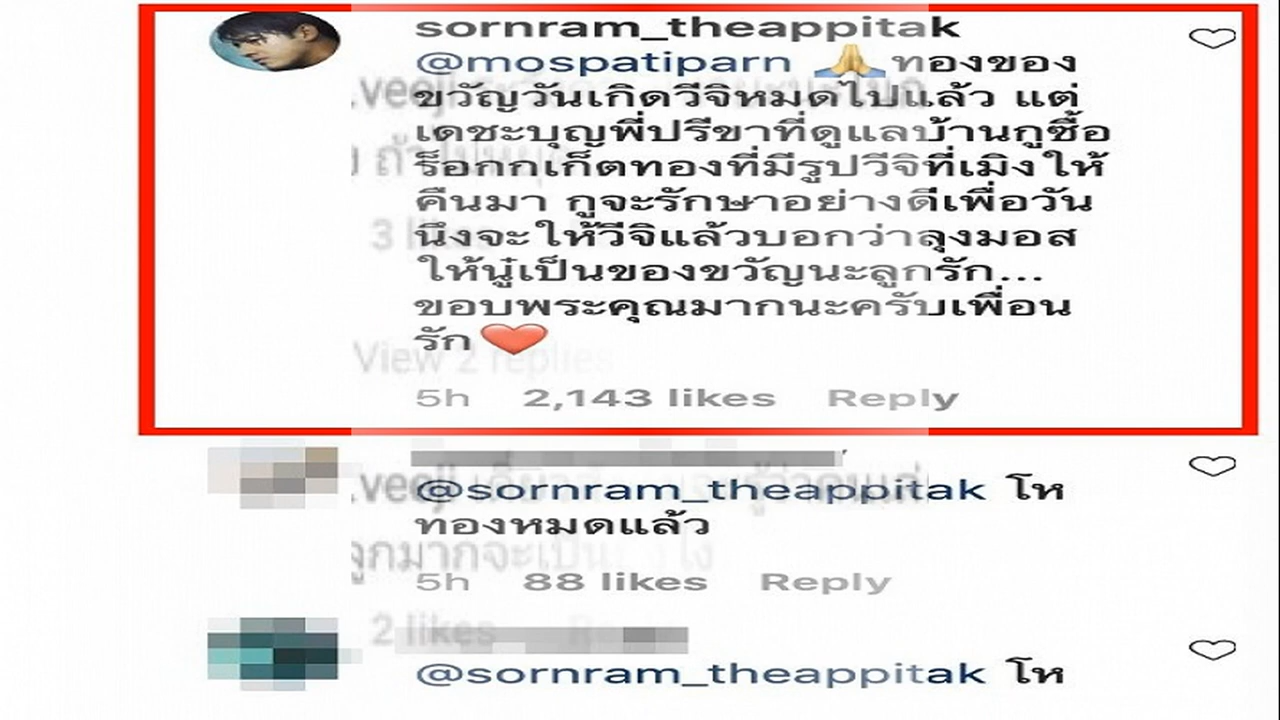 sornram_theappitak
@mospatiparn 🙏ทองของ
ขวัญวันเกิดวีจิหมดไปแล้ว แต่
เดชะบุญพี่ปรีขาที่ดูแลบ้านกูซื้อ
ร็อกกเก็ตทองที่มีรูปวีจิที่เมิงให้
คืนมา กูจะรักษาอย่างดีเพื่อวัน
นึงจะให้วีจิแล้วบอกว่าลุงมอส
ให้นู๋เป็นของขวัญนะลูกรัก...
ขอบพระคุณมากนะครับเพื่อน
รัก ❤️
View 2 replies
5h 2,143 likes Reply
@sornram_theappitak โห
ทองหมดแล้ว
5h 88 likes Reply
2 likes
@sornram_theappitak โห